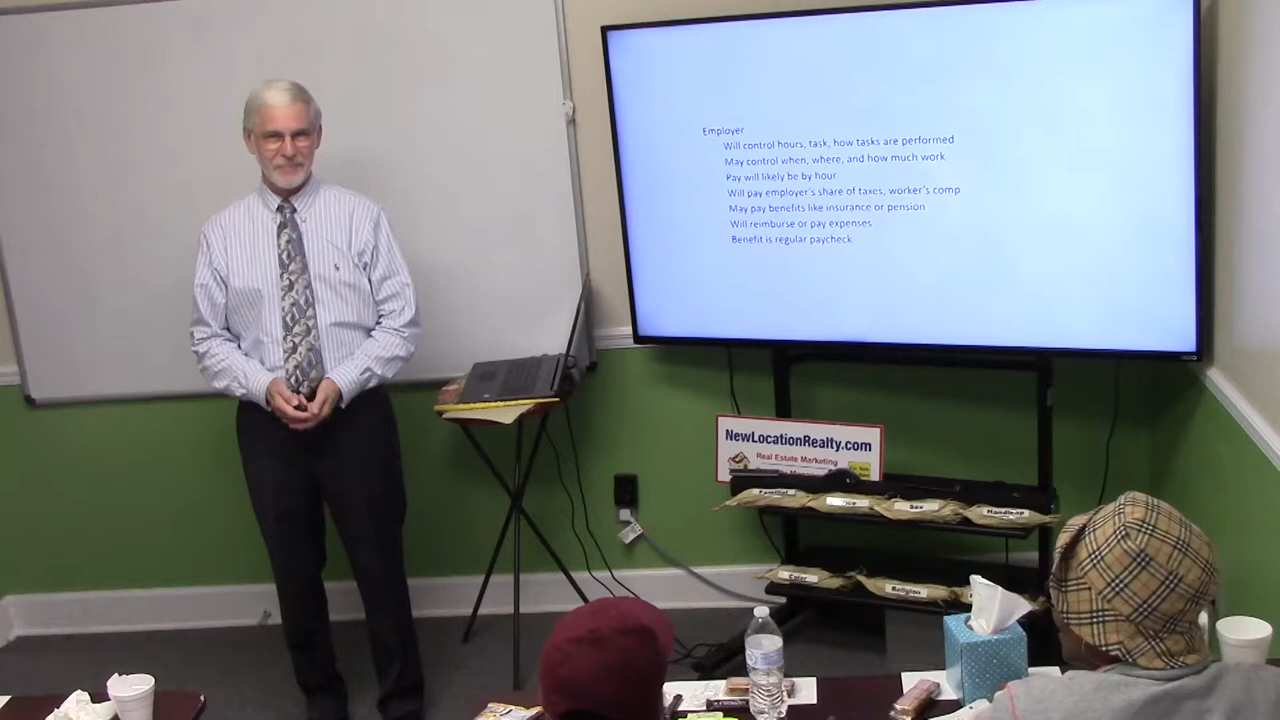 Employer
Will control hours, task, how tasks are performed
May control when, where, and how much work
Pay will likely be by hour
Will pay employer's share of taxes, worker's comp
May pay benefits like insurance or pension
Will reimburse or pay expenses
Benefit is regular paycheck
NewLocationRealty.com
Real Estate Marketing
Familial
Sex
Handicap
Color
Religion